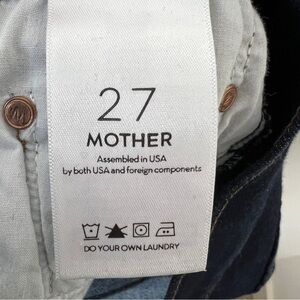 27
MOTHER
Assembled in USA
by both USA and foreign components
DO YOUR OWN LAUNDRY
M